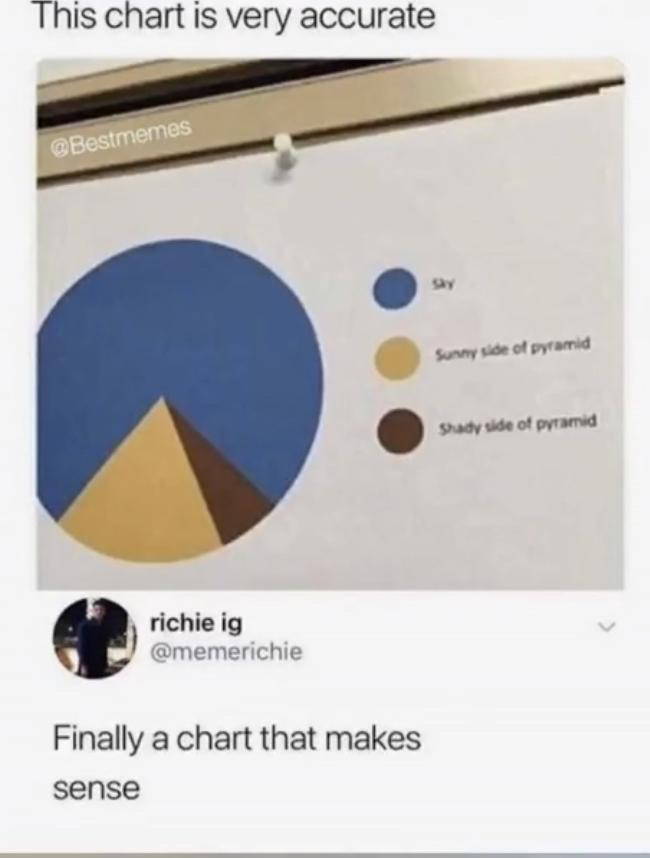 This chart is very accurate
@Bestmemes
Sky
Sunny side of pyramid
Shady side of pyramid
richie ig
@memerichie
Finally a chart that makes
sense